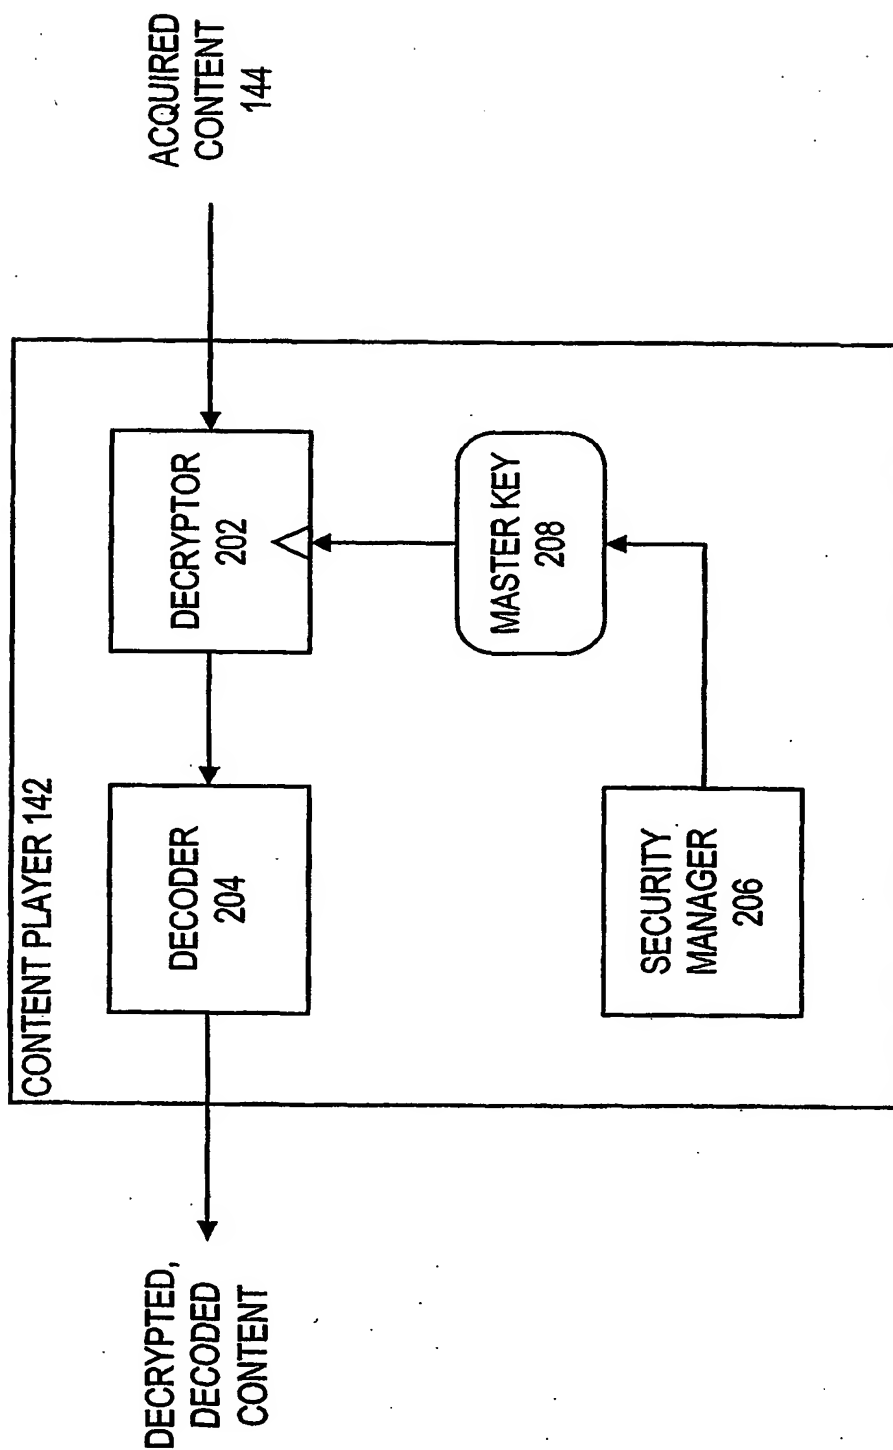 CONTENT PLAYER 142
DECRYPTED,
DECODED
CONTENT
DECODER
204
DECRYPTOR
202
ACQUIRED
CONTENT
144
SECURITY
MANAGER
206
MASTER KEY
208